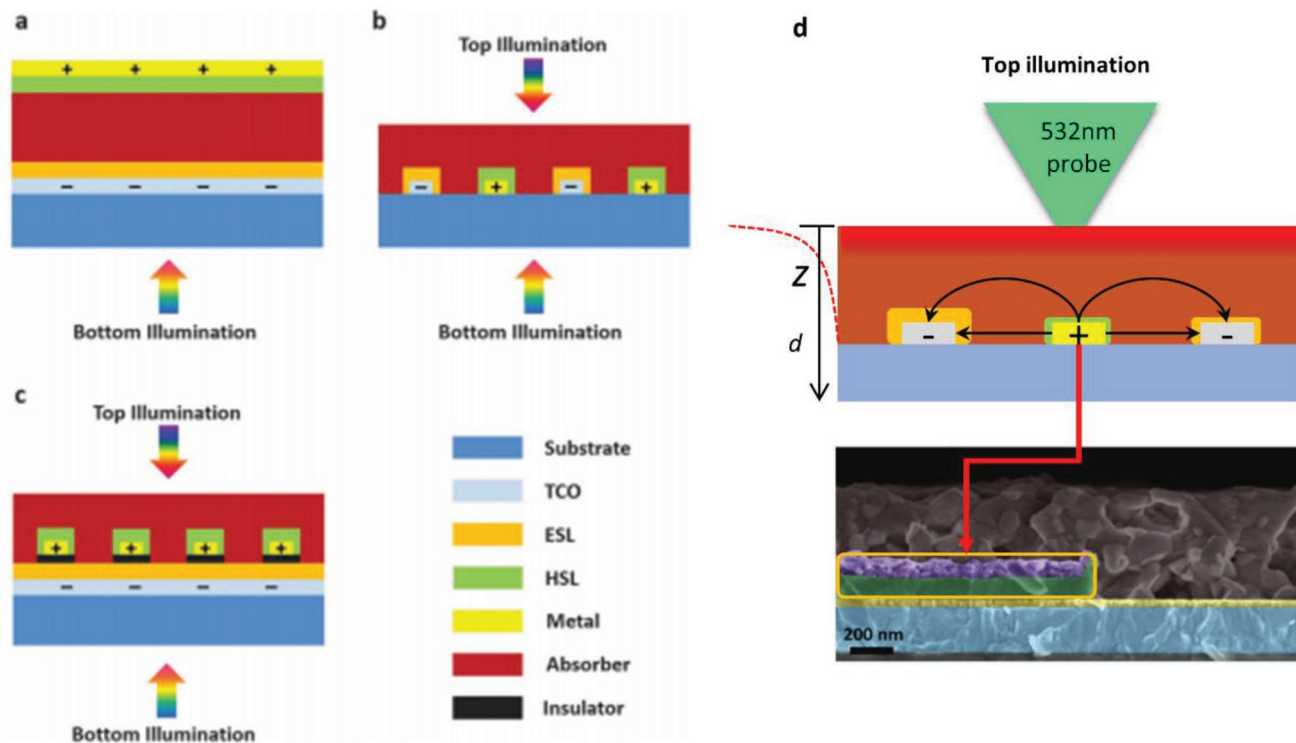 a
+ + + +
− − − −
Bottom Illumination
b
Top Illumination
− + − +
Bottom Illumination
c
Top Illumination
+ + + +
− − − −
Bottom Illumination
Substrate
TCO
ESL
HSL
Metal
Absorber
Insulator
d
Top illumination
532nm
probe
Z
d
- + -
200 nm